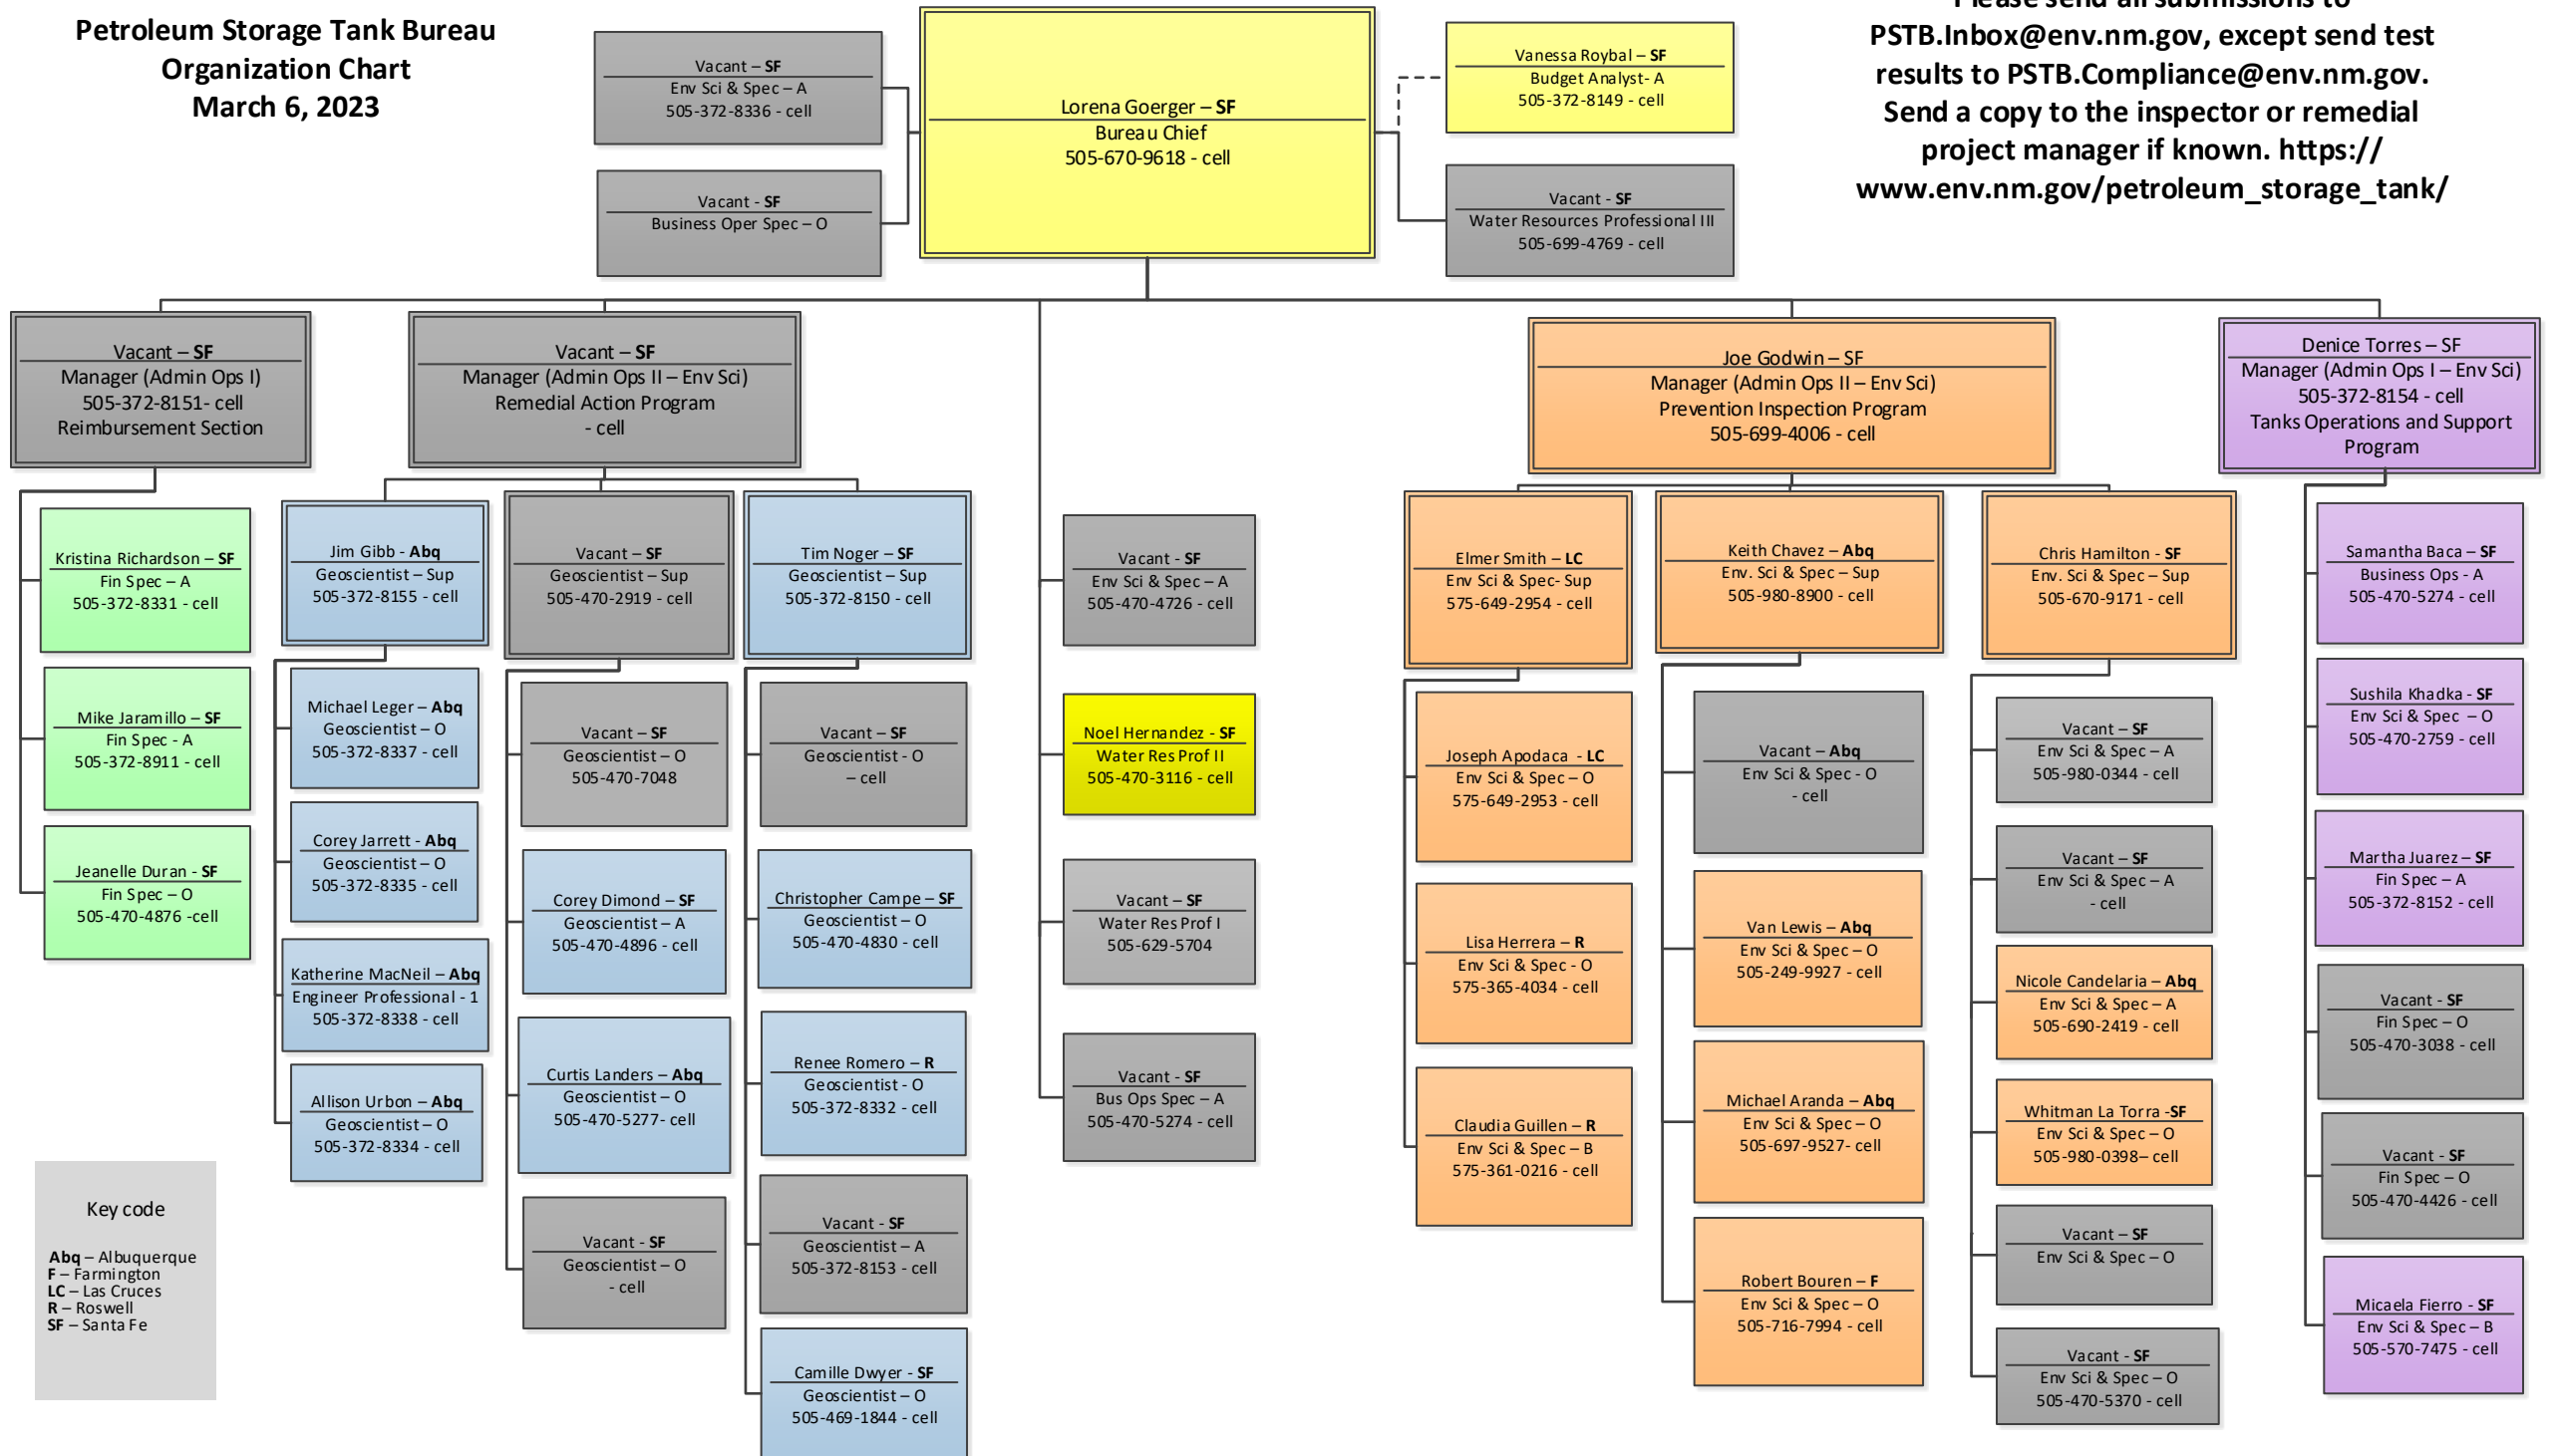 Petroleum Storage Tank Bureau
Organization Chart
March 6, 2023
Vacant – SF
Env Sci & Spec – A
505-372-8336 - cell
Vacant - SF
Business Oper Spec – O
Lorena Goerger – SF
Bureau Chief
505-670-9618 - cell
Vanessa Roybal – SF
Budget Analyst- A
505-372-8149 - cell
Vacant - SF
Water Resources Professional III
505-699-4769 - cell
Please send all submissions to
PSTB.Inbox@env.nm.gov, except send test
results to PSTB.Compliance@env.nm.gov.
Send a copy to the inspector or remedial
project manager if known. https://
www.env.nm.gov/petroleum_storage_tank/
Vacant – SF
Manager (Admin Ops I)
505-372-8151- cell
Reimbursement Section
Kristina Richardson – SF
Fin Spec – A
505-372-8331 - cell
Mike Jaramillo – SF
Fin Spec - A
505-372-8911 - cell
Jeanelle Duran - SF
Fin Spec – O
505-470-4876 -cell
Vacant – SF
Manager (Admin Ops II – Env Sci)
Remedial Action Program
- cell
Jim Gibb - Abq
Geoscientist – Sup
505-372-8155 - cell
Michael Leger – Abq
Geoscientist – O
505-372-8337 - cell
Corey Jarrett - Abq
Geoscientist – O
505-372-8335 - cell
Katherine MacNeil – Abq
Engineer Professional - 1
505-372-8338 - cell
Allison Urbon – Abq
Geoscientist – O
505-372-8334 - cell
Vacant – SF
Geoscientist – Sup
505-470-2919 - cell
Vacant – SF
Geoscientist – O
505-470-7048
Corey Dimond – SF
Geoscientist – A
505-470-4896 - cell
Curtis Landers – Abq
Geoscientist – O
505-470-5277- cell
Vacant - SF
Geoscientist – O
- cell
Tim Noger – SF
Geoscientist – Sup
505-372-8150 - cell
Vacant – SF
Geoscientist - O
– cell
Christopher Campe – SF
Geoscientist – O
505-470-4830 - cell
Renee Romero – R
Geoscientist - O
505-372-8332 - cell
Vacant - SF
Geoscientist – A
505-372-8153 - cell
Camille Dwyer - SF
Geoscientist – O
505-469-1844 - cell
Vacant - SF
Env Sci & Spec – A
505-470-4726 - cell
Noel Hernandez - SF
Water Res Prof II
505-470-3116 - cell
Vacant – SF
Water Res Prof I
505-629-5704
Vacant - SF
Bus Ops Spec – A
505-470-5274 - cell
Joe Godwin – SF
Manager (Admin Ops II – Env Sci)
Prevention Inspection Program
505-699-4006 - cell
Elmer Smith – LC
Env Sci & Spec- Sup
575-649-2954 - cell
Joseph Apodaca - LC
Env Sci & Spec – O
575-649-2953 - cell
Lisa Herrera – R
Env Sci & Spec - O
575-365-4034 - cell
Claudia Guillen – R
Env Sci & Spec – B
575-361-0216 - cell
Keith Chavez – Abq
Env. Sci & Spec – Sup
505-980-8900 - cell
Vacant – Abq
Env Sci & Spec - O
- cell
Van Lewis – Abq
Env Sci & Spec – O
505-249-9927 - cell
Michael Aranda – Abq
Env Sci & Spec – O
505-697-9527- cell
Robert Bouren – F
Env Sci & Spec – O
505-716-7994 - cell
Chris Hamilton - SF
Env. Sci & Spec – Sup
505-670-9171 - cell
Vacant – SF
Env Sci & Spec – A
505-980-0344 - cell
Vacant – SF
Env Sci & Spec – A
- cell
Nicole Candelaria – Abq
Env Sci & Spec – A
505-690-2419 - cell
Whitman La Torra -SF
Env Sci & Spec – O
505-980-0398– cell
Vacant – SF
Env Sci & Spec – O
Vacant - SF
Env Sci & Spec – O
505-470-5370 - cell
Denice Torres – SF
Manager (Admin Ops I – Env Sci)
505-372-8154 - cell
Tanks Operations and Support
Program
Samantha Baca – SF
Business Ops - A
505-470-5274 - cell
Sushila Khadka - SF
Env Sci & Spec – O
505-470-2759 - cell
Martha Juarez – SF
Fin Spec – A
505-372-8152 - cell
Vacant - SF
Fin Spec – O
505-470-3038 - cell
Vacant - SF
Fin Spec – O
505-470-4426 - cell
Micaela Fierro - SF
Env Sci & Spec – B
505-570-7475 - cell
Key code
Abq – Albuquerque
F – Farmington
LC – Las Cruces
R – Roswell
SF – Santa Fe